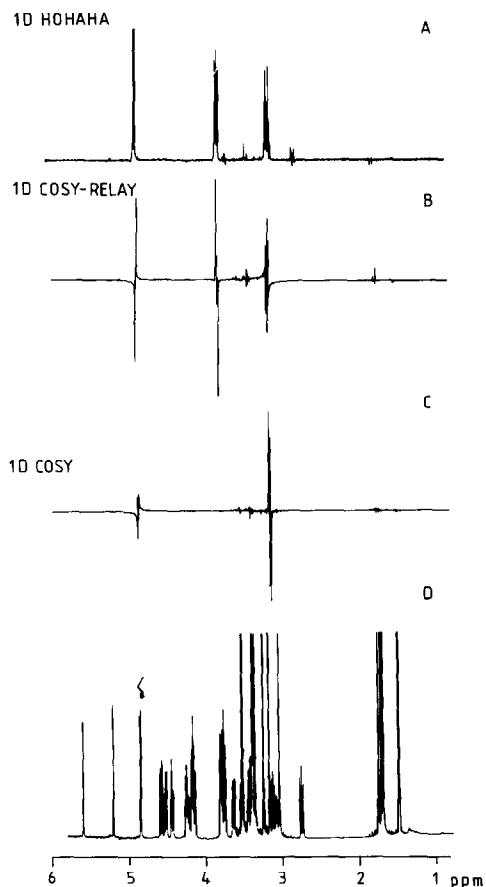 1D HOHAHA
A
1D COSY-RELAY
B
C
1D COSY
D
6 5 4 3 2 1 ppm